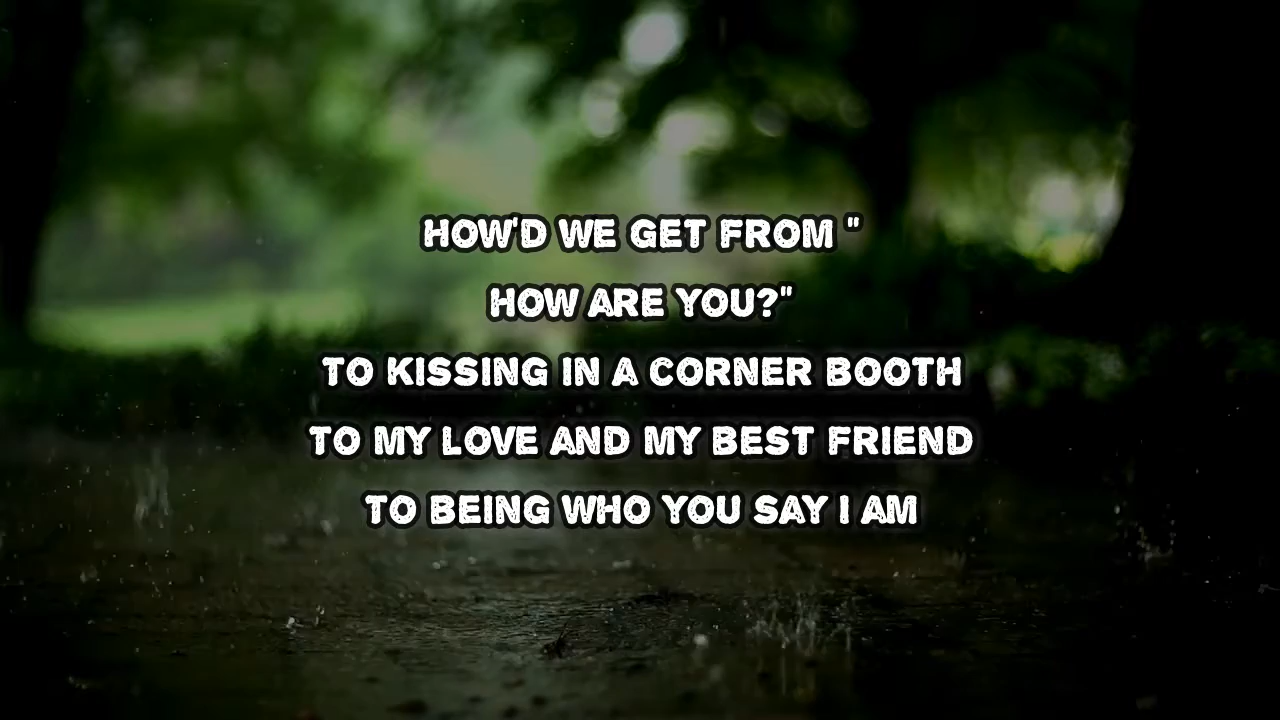 HOW'D WE GET FROM "
HOW ARE YOU?"
TO KISSING IN A CORNER BOOTH
TO MY LOVE AND MY BEST FRIEND
TO BEING WHO YOU SAY I AM